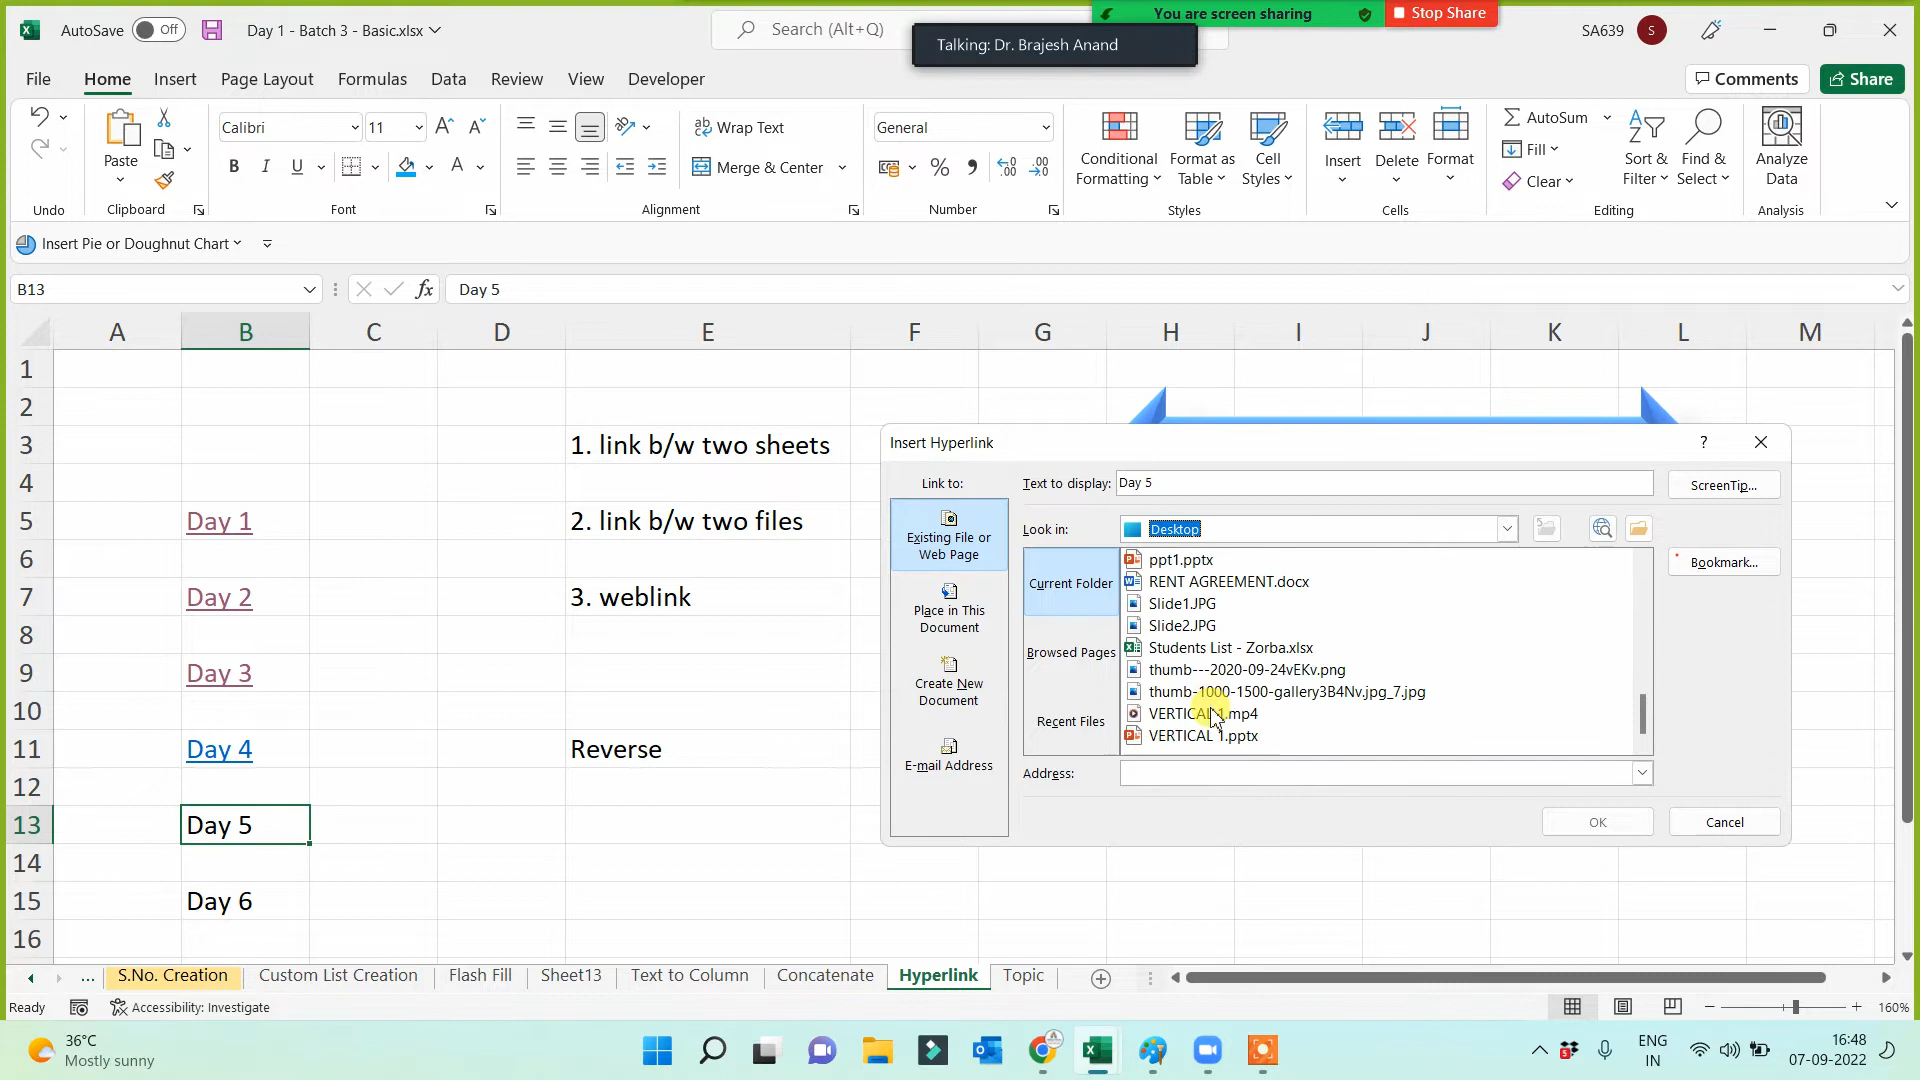 You are screen sharing
Stop Share
AutoSave Off Day 1 - Batch 3 - Basic.xlsx
Search (Alt+Q)
Talking: Dr. Brajesh Anand
SA639 S
File Home Insert Page Layout Formulas Data Review View Developer
Comments Share
Calibri 11
Wrap Text
General
AutoSum
Fill
Clear
Paste
B I U A
Merge & Center
% 
Conditional Formatting
Format as Table
Cell Styles
Insert
Delete
Format
Sort & Filter
Find & Select
Analyze Data
Undo Clipboard Font Alignment Number Styles Cells Editing Analysis
Insert Pie or Doughnut Chart
B13 fx Day 5
A B C D E F G H I J K L M
1
2
3 1. link b/w two sheets
4
5 Day 1 2. link b/w two files
6
7 Day 2 3. weblink
8
9 Day 3
10
11 Day 4 Reverse
12
13 Day 5
14
15 Day 6
16
Insert Hyperlink ?
Link to:
Text to display: Day 5
ScreenTip...
Existing File or Web Page
Place in This Document
Create New Document
E-mail Address
Look in: Desktop
Bookmark...
Current Folder
Browsed Pages
Recent Files
ppt1.pptx
RENT AGREEMENT.docx
Slide1.JPG
Slide2.JPG
Students List - Zorba.xlsx
thumb---2020-09-24vEKv.png
thumb-1000-1500-gallery3B4Nv.jpg_7.jpg
VERTICAL 1.mp4
VERTICAL 1.pptx
Address:
OK Cancel
... S.No. Creation Custom List Creation Flash Fill Sheet13 Text to Column Concatenate Hyperlink Topic
Ready Accessibility: Investigate
160%
36°C
Mostly sunny
ENG
IN
16:48
07-09-2022